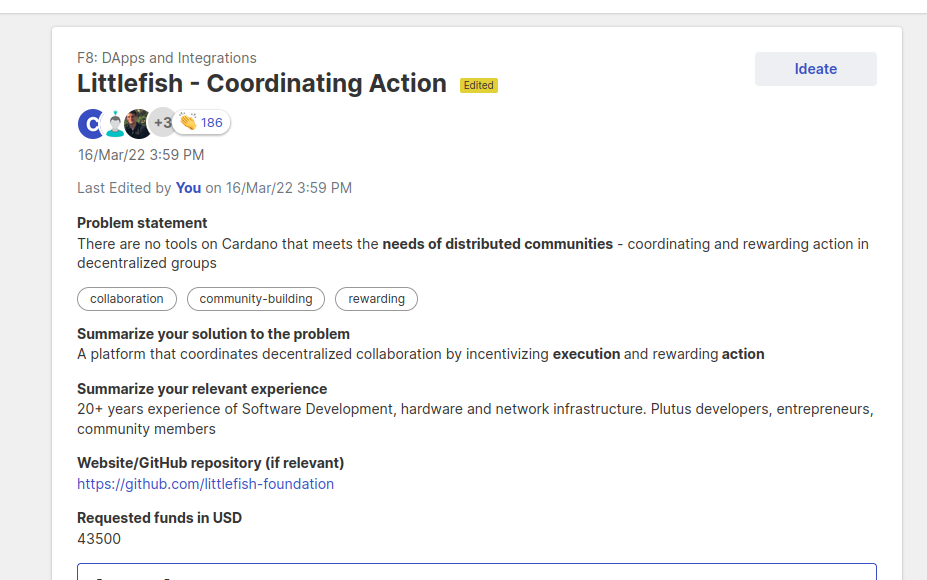 F8: DApps and Integrations
Ideate
Littlefish - Coordinating Action Edited
C +3 186
16/Mar/22 3:59 PM
Last Edited by You on 16/Mar/22 3:59 PM
Problem statement
There are no tools on Cardano that meets the needs of distributed communities - coordinating and rewarding action in
decentralized groups
collaboration community-building rewarding
Summarize your solution to the problem
A platform that coordinates decentralized collaboration by incentivizing execution and rewarding action
Summarize your relevant experience
20+ years experience of Software Development, hardware and network infrastructure. Plutus developers, entrepreneurs,
community members
Website/GitHub repository (if relevant)
https://github.com/littlefish-foundation
Requested funds in USD
43500